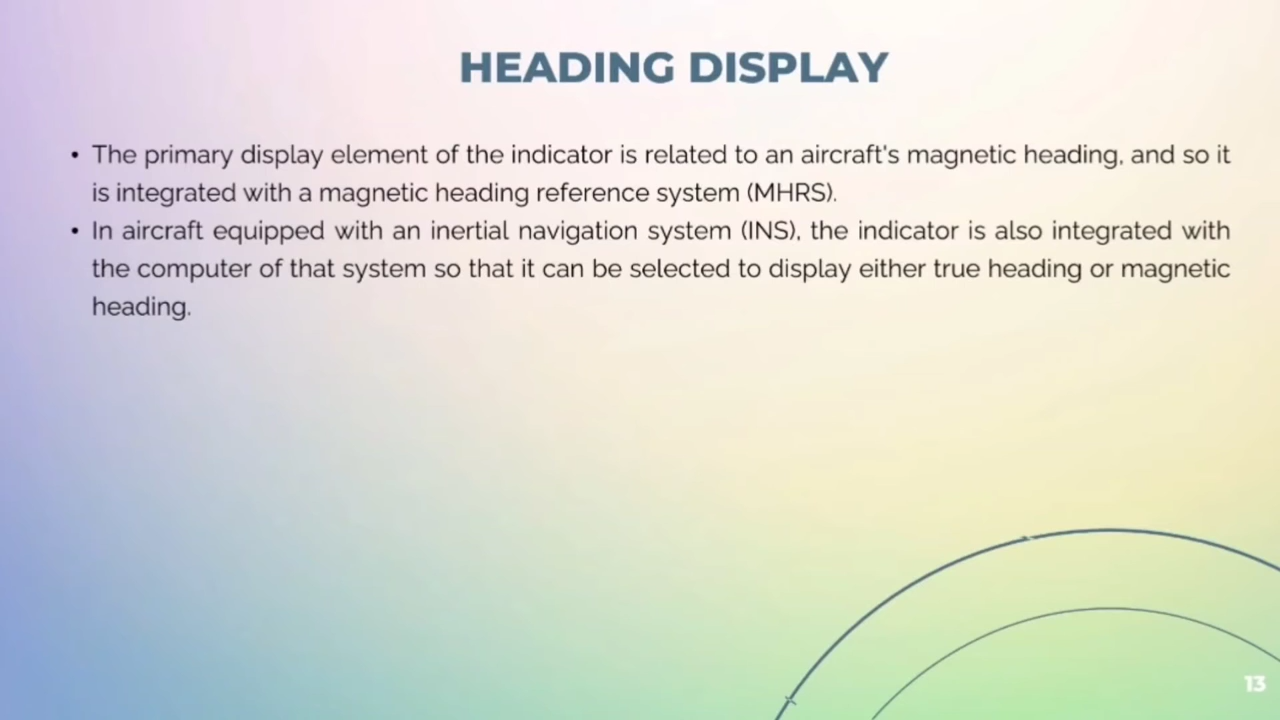 HEADING DISPLAY
• The primary display element of the indicator is related to an aircraft's magnetic heading, and so it
is integrated with a magnetic heading reference system (MHRS).
• In aircraft equipped with an inertial navigation system (INS), the indicator is also integrated with
the computer of that system so that it can be selected to display either true heading or magnetic
heading.
13